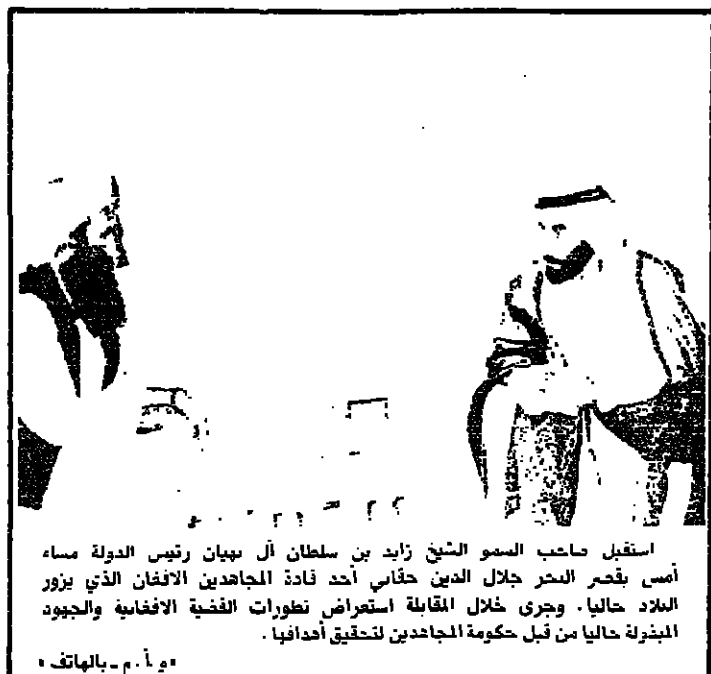 استقبل صاحب السمو الشيخ زايد بن سلطان آل نهيان رئيس الدولة مساء
أمس بقصر البحر جلال الدين حقاني أحد قادة المجاهدين الافغان الذي يزور
البلاد حاليا. وجرى خلال المقابلة استعراض تطورات القضية الافغانية والجهود
المبذولة حاليا من قبل حكومة المجاهدين لتحقيق أهدافها.
«و.أ.م - بالهاتف»